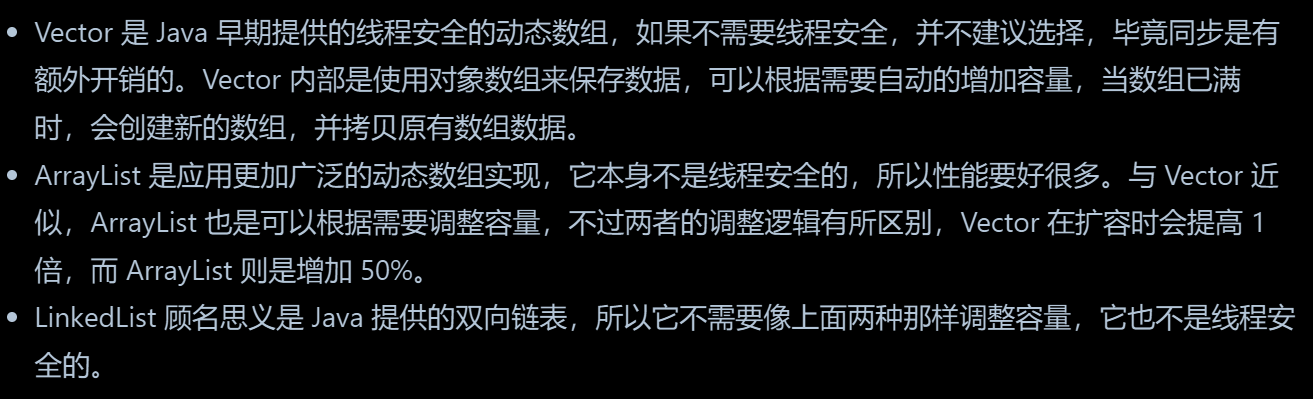 • Vector 是 Java 早期提供的线程安全的动态数组，如果不需要线程安全，并不建议选择，毕竟同步是有
额外开销的。Vector 内部是使用对象数组来保存数据，可以根据需要自动的增加容量，当数组已满
时，会创建新的数组，并拷贝原有数组数据。
• ArrayList 是应用更加广泛的动态数组实现，它本身不是线程安全的，所以性能要好很多。与 Vector 近
似，ArrayList 也是可以根据需要调整容量，不过两者的调整逻辑有所区别，Vector 在扩容时会提高 1
倍，而 ArrayList 则是增加 50%。
• LinkedList 顾名思义是 Java 提供的双向链表，所以它不需要像上面两种那样调整容量，它也不是线程安
全的。